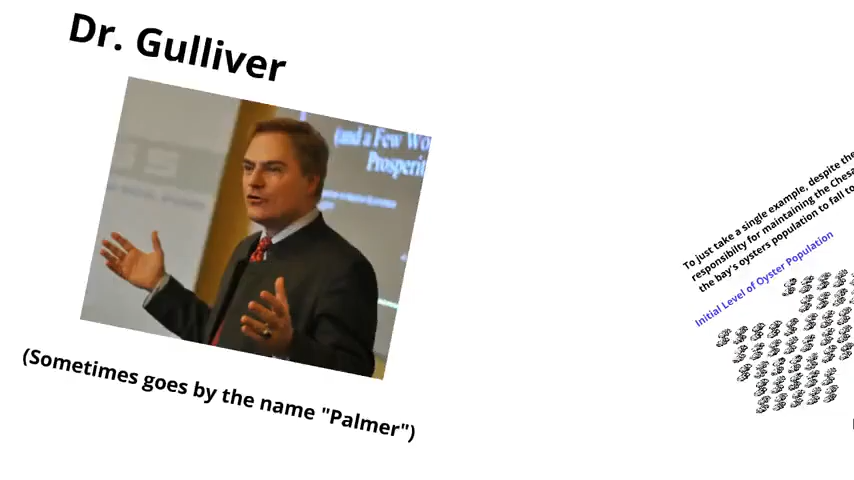 Dr. Gulliver
(and a Few Wo
Prosperit
(Sometimes goes by the name "Palmer")
To just take a single example, despite the
responsibilty for maintaining the Chesa
the bay's oysters population to fall to
Initial Level of Oyster Population